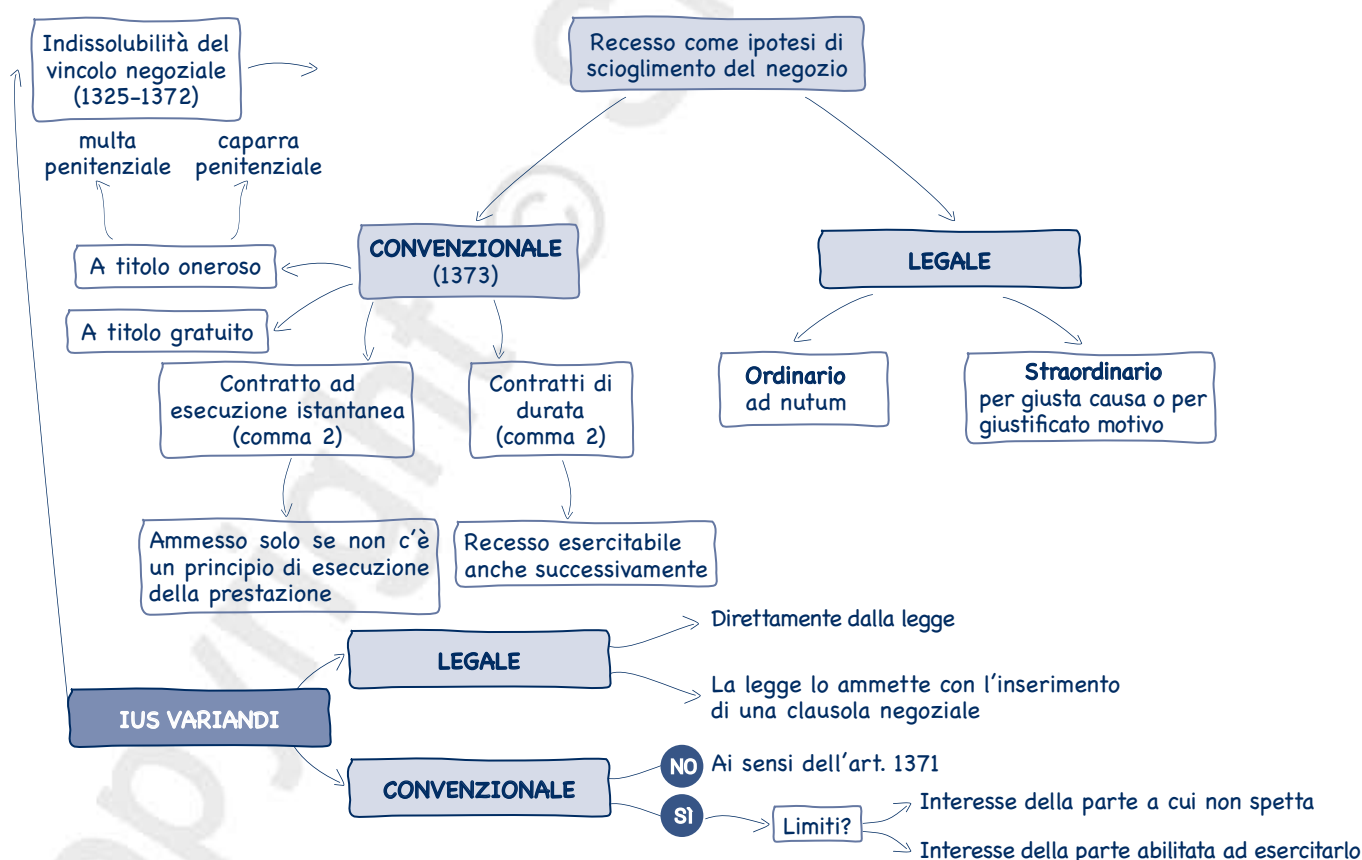 Indissolubilità del
vincolo negoziale
(1325-1372)
Recesso come ipotesi di
scioglimento del negozio
multa
penitenziale
caparra
penitenziale
A titolo oneroso
A titolo gratuito
CONVENZIONALE
(1373)
LEGALE
Contratto ad
esecuzione istantanea
(comma 2)
Contratti di
durata
(comma 2)
Ordinario
ad nutum
Straordinario
per giusta causa o per
giustificato motivo
Ammesso solo se non c'è
un principio di esecuzione
della prestazione
Recesso esercitabile
anche successivamente
IUS VARIANDI
LEGALE
Direttamente dalla legge
La legge lo ammette con l'inserimento
di una clausola negoziale
CONVENZIONALE
NO Ai sensi dell'art. 1371
SÌ
Limiti?
Interesse della parte a cui non spetta
Interesse della parte abilitata ad esercitarlo